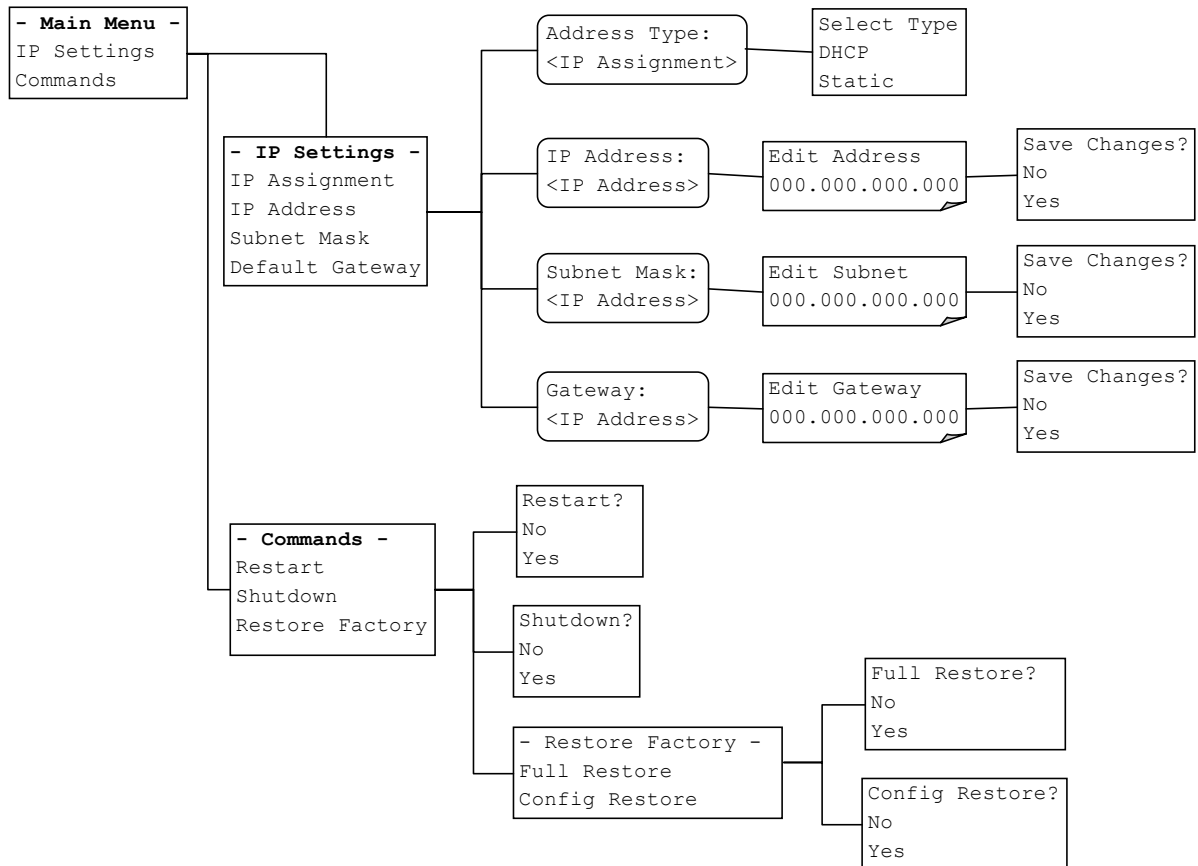 - Main Menu -
IP Settings
Commands
- IP Settings -
IP Assignment
IP Address
Subnet Mask
Default Gateway
Address Type:
<IP Assignment>
Select Type
DHCP
Static
IP Address:
<IP Address>
Edit Address
000.000.000.000
Save Changes?
No
Yes
Subnet Mask:
<IP Address>
Edit Subnet
000.000.000.000
Save Changes?
No
Yes
Gateway:
<IP Address>
Edit Gateway
000.000.000.000
Save Changes?
No
Yes
- Commands -
Restart
Shutdown
Restore Factory
Restart?
No
Yes
Shutdown?
No
Yes
- Restore Factory -
Full Restore
Config Restore
Full Restore?
No
Yes
Config Restore?
No
Yes